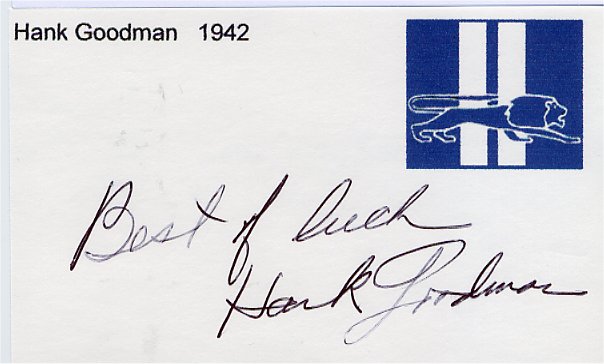 Hank Goodman 1942
Best of luck
Hank Goodman